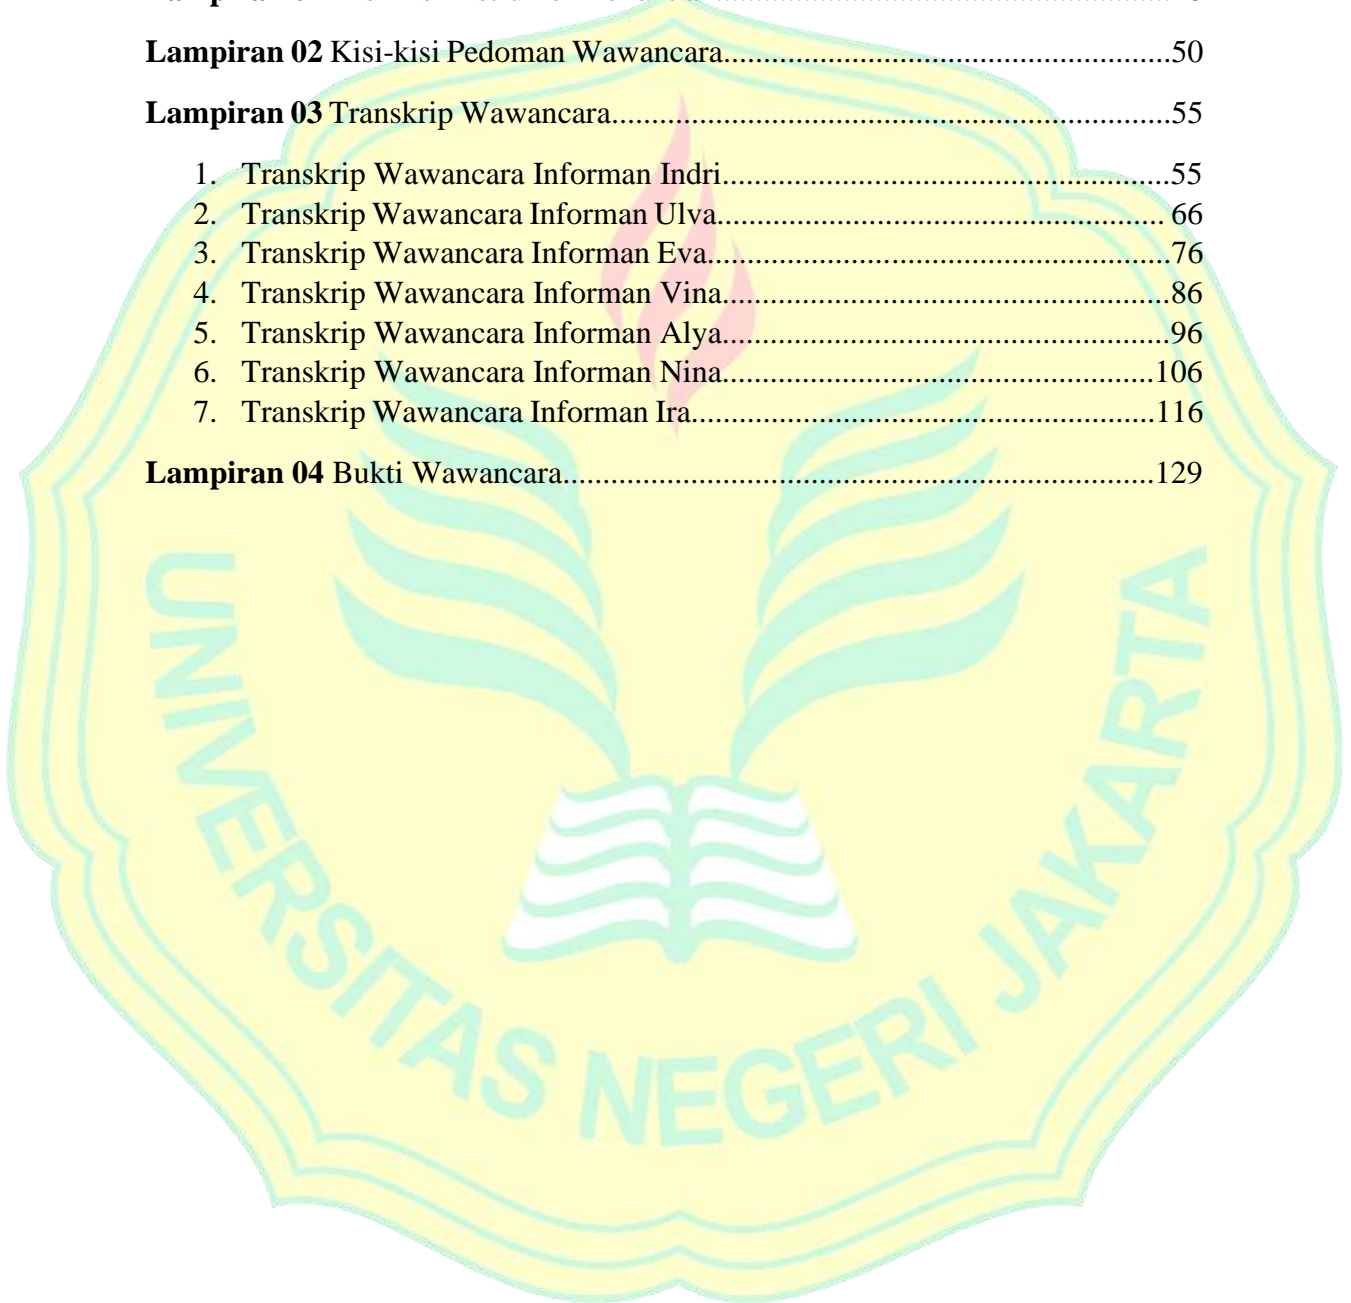 Lampiran 02 Kisi-kisi Pedoman Wawancara.......................................................50
Lampiran 03 Transkrip Wawancara.....................................................................55
1. Transkrip Wawancara Informan Indri.......................................................55
2. Transkrip Wawancara Informan Ulva....................................................... 66
3. Transkrip Wawancara Informan Eva.........................................................76
4. Transkrip Wawancara Informan Vina.......................................................86
5. Transkrip Wawancara Informan Alya.......................................................96
6. Transkrip Wawancara Informan Nina.....................................................106
7. Transkrip Wawancara Informan Ira.........................................................116
Lampiran 04 Bukti Wawancara.........................................................................129
UNIVERSITAS NEGERI JAKARTA